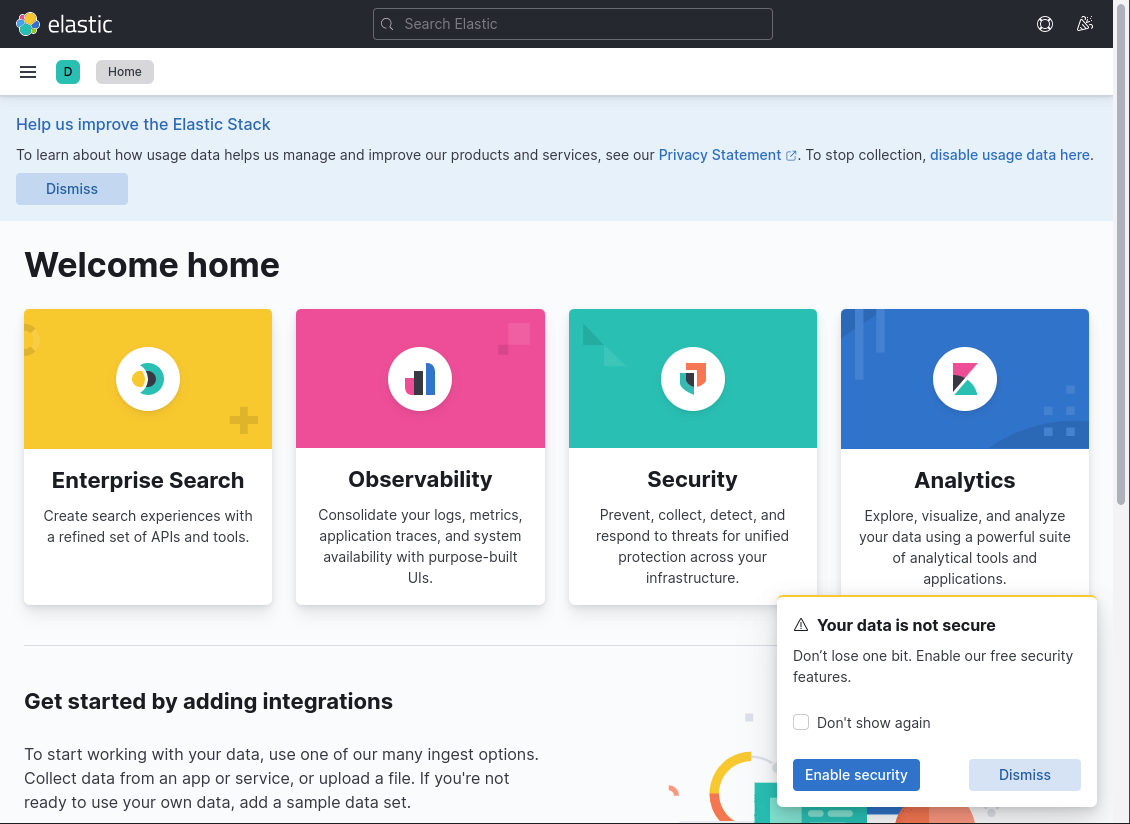 elastic
Search Elastic
D
Home
Help us improve the Elastic Stack
To learn about how usage data helps us manage and improve our products and services, see our Privacy Statement. To stop collection, disable usage data here.
Dismiss
Welcome home
Enterprise Search
Create search experiences with
a refined set of APIs and tools.
Observability
Consolidate your logs, metrics,
application traces, and system
availability with purpose-built
UIs.
Security
Prevent, collect, detect, and
respond to threats for unified
protection across your
infrastructure.
Analytics
Explore, visualize, and analyze
your data using a powerful suite
of analytical tools and
applications.
Get started by adding integrations
To start working with your data, use one of our many ingest options.
Collect data from an app or service, or upload a file. If you're not
ready to use your own data, add a sample data set.
Your data is not secure
Don’t lose one bit. Enable our free security
features.
Don't show again
Enable security
Dismiss